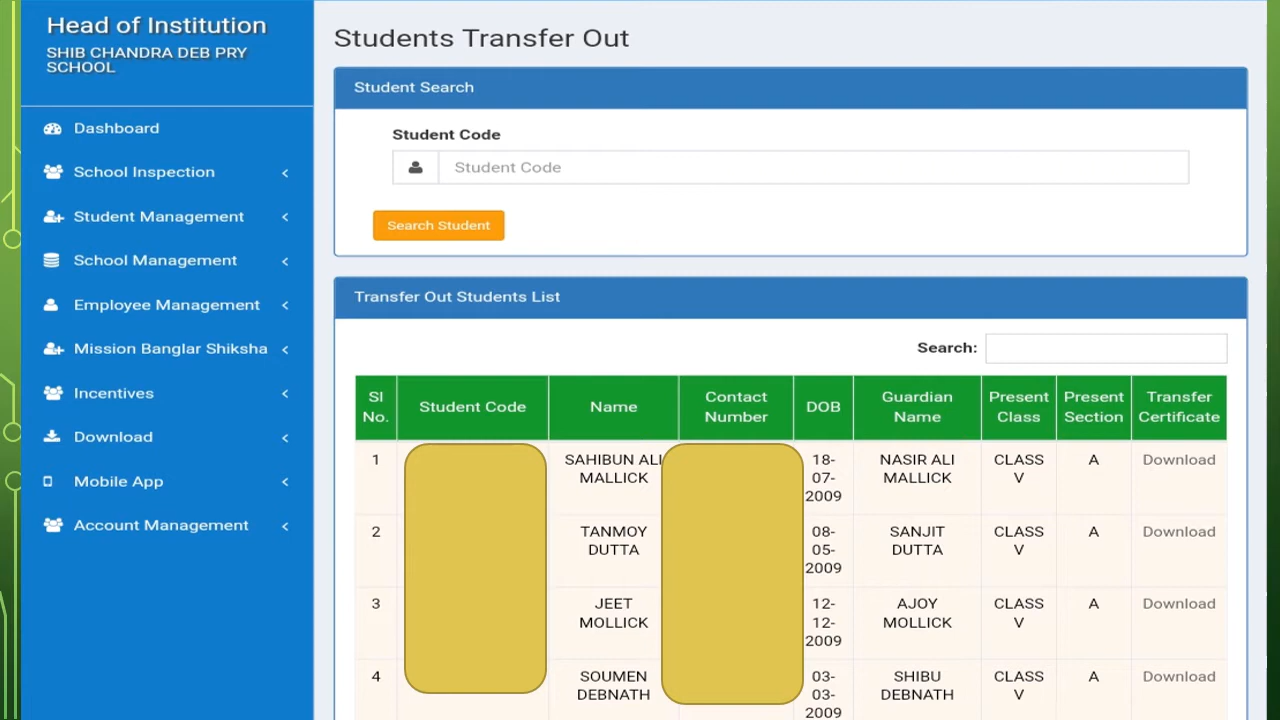 Head of Institution
SHIB CHANDRA DEB PRY
SCHOOL
Dashboard
School Inspection
Student Management
School Management
Employee Management
Mission Banglar Shiksha
Incentives
Download
Mobile App
Account Management
Students Transfer Out
Student Search
Student Code
Student Code
Search Student
Transfer Out Students List
Search:
Sl No. Student Code Name Contact Number DOB Guardian Name Present Class Present Section Transfer Certificate
1 SAHIBUN ALI MALLICK 18-07-2009 NASIR ALI MALLICK CLASS V A Download
2 TANMOY DUTTA 08-05-2009 SANJIT DUTTA CLASS V A Download
3 JEET MOLLICK 12-12-2009 AJOY MOLLICK CLASS V A Download
4 SOUMEN DEBNATH 03-03-2009 SHIBU DEBNATH CLASS V A Download